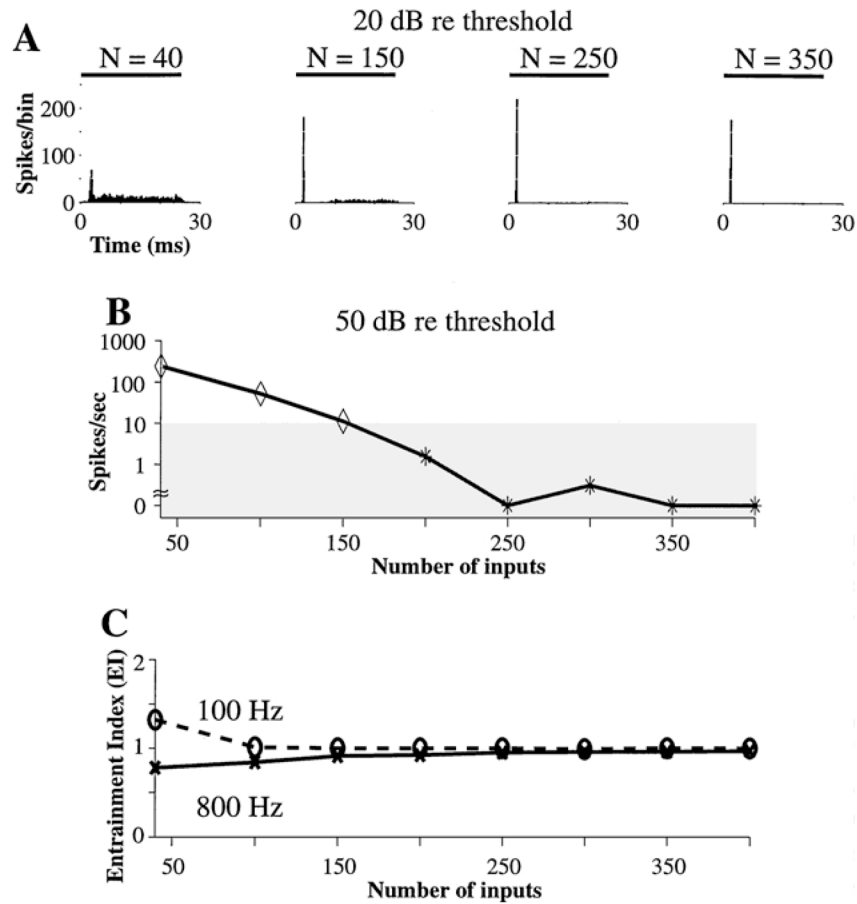 A
20 dB re threshold
N = 40 N = 150 N = 250 N = 350
Spikes/bin
200
100
0
0 30 0 30 0 30 0 30
Time (ms)
B
50 dB re threshold
Spikes/sec
1000
100
10
1
0
50 150 250 350
Number of inputs
C
Entrainment Index (EI)
2
1
0
100 Hz
800 Hz
50 150 250 350
Number of inputs